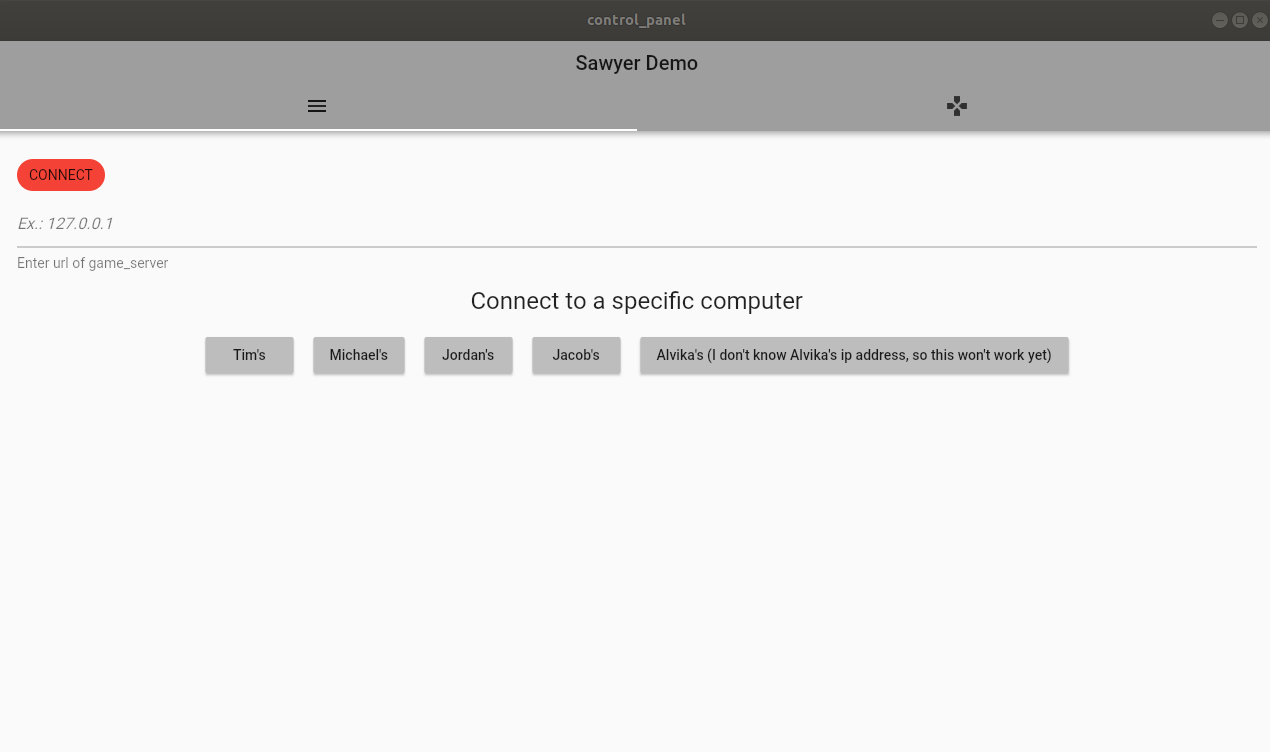 control_panel
Sawyer Demo
CONNECT
Ex.: 127.0.0.1
Enter url of game_server
Connect to a specific computer
Tim's
Michael's
Jordan's
Jacob's
Alvika's (I don't know Alvika's ip address, so this won't work yet)